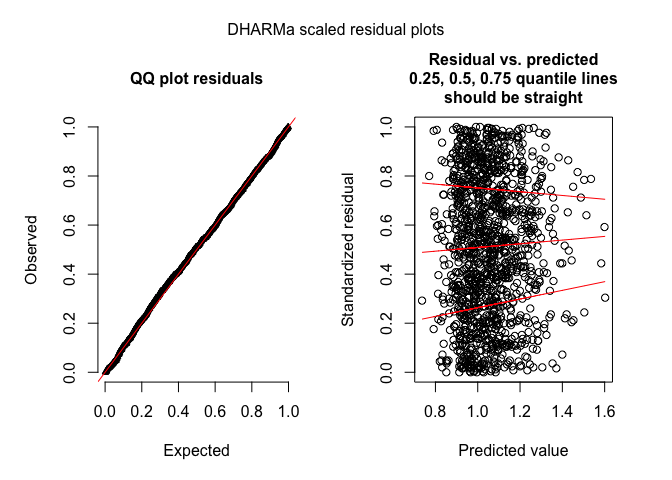 DHARMa scaled residual plots
QQ plot residuals
Observed
0.0 0.2 0.4 0.6 0.8 1.0
0.0 0.2 0.4 0.6 0.8 1.0
Expected
Residual vs. predicted
0.25, 0.5, 0.75 quantile lines
should be straight
Standardized residual
0.0 0.2 0.4 0.6 0.8 1.0
0.8 1.0 1.2 1.4 1.6
Predicted value